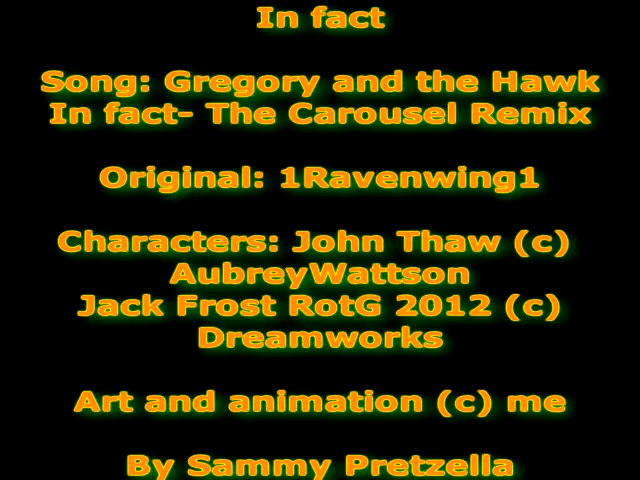 In fact
Song: Gregory and the Hawk
In fact- The Carousel Remix
Original: 1Ravenwing1
Characters: John Thaw (c)
AubreyWattson
Jack Frost RotG 2012 (c)
Dreamworks
Art and animation (c) me
By Sammy Pretzella